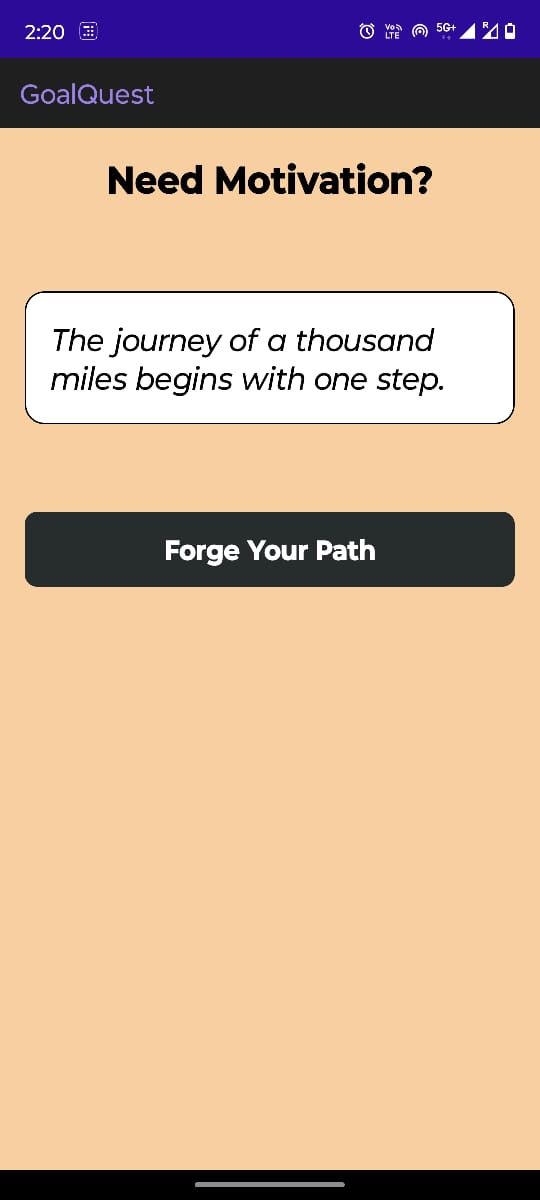 2:20
Vo)) LTE
5G+
R
GoalQuest
Need Motivation?
The journey of a thousand
miles begins with one step.
Forge Your Path